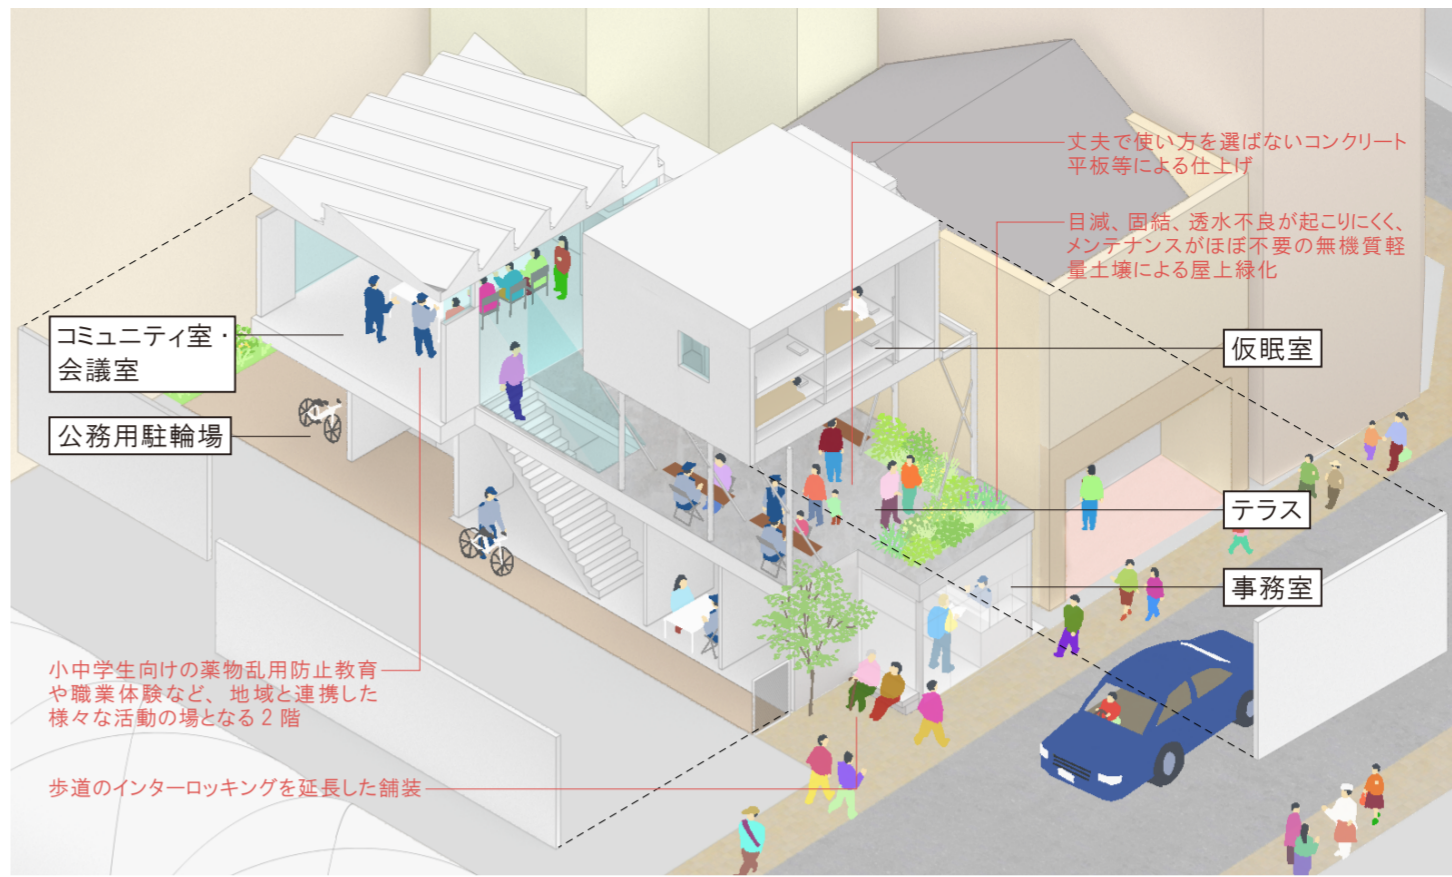 丈夫で使い方を選ばないコンクリート
平板等による仕上げ
目減、固結、透水不良が起こりにくく、
メンテナンスがほぼ不要の無機質軽
量土壌による屋上緑化
コミュニティ室・
会議室
仮眠室
公務用駐輪場
テラス
事務室
小中学生向けの薬物乱用防止教育
や職業体験など、地域と連携した
様々な活動の場となる 2 階
歩道のインターロッキングを延長した舗装